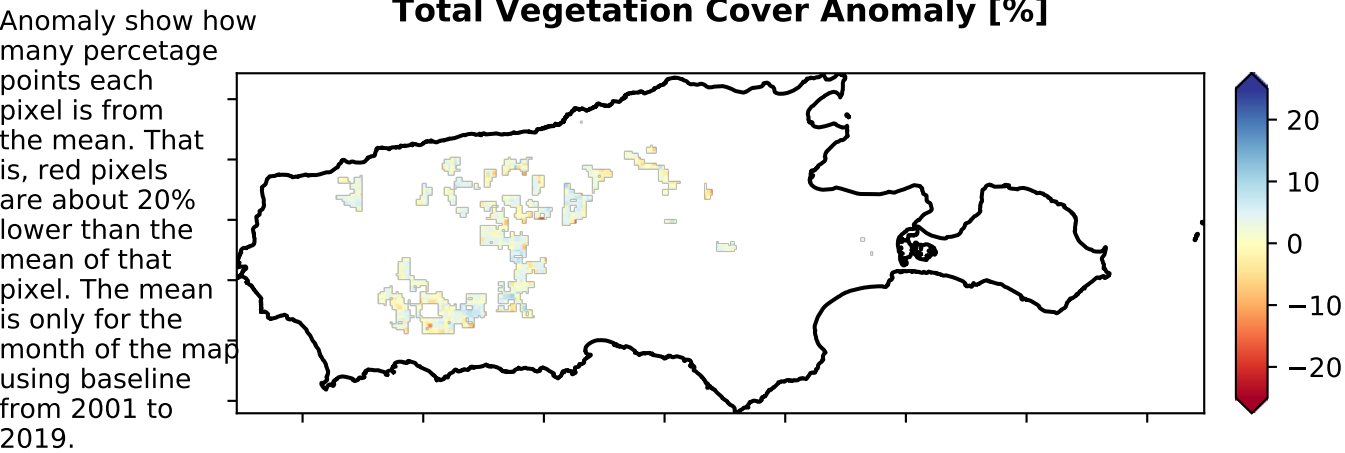 Total Vegetation Cover Anomaly [%]
Anomaly show how
many percetage
points each
pixel is from
the mean. That
is, red pixels
are about 20%
lower than the
mean of that
pixel. The mean
is only for the
month of the map
using baseline
from 2001 to
2019.
20
10
0
−10
−20